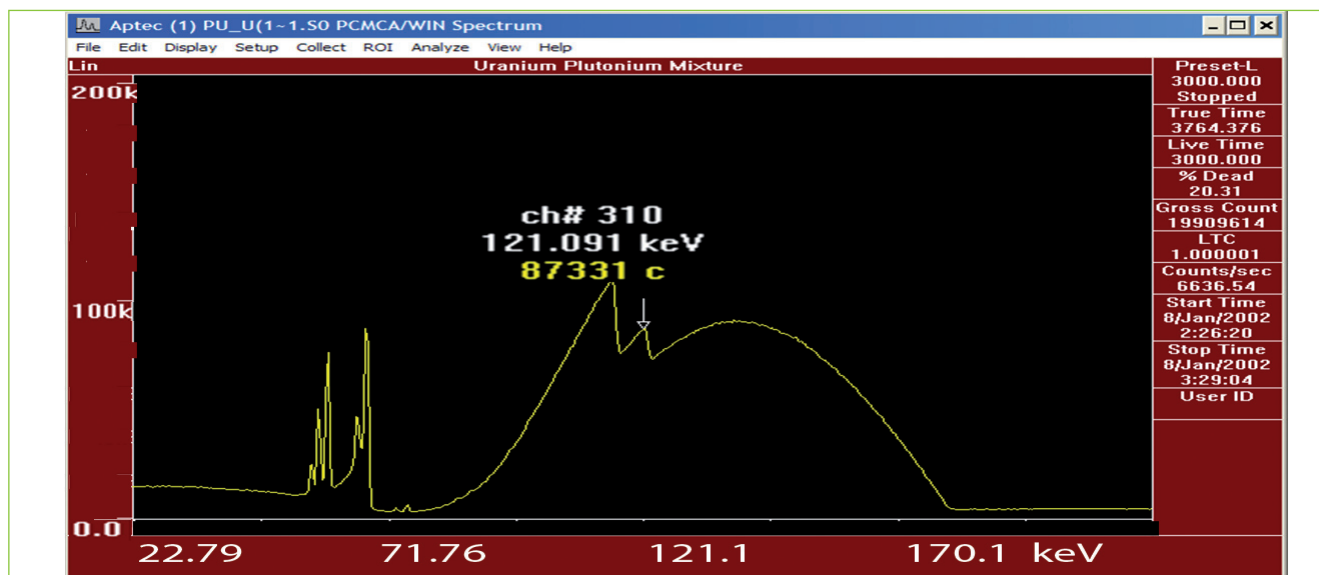 Aptec (1) PU_U(1~1.S0 PCMCA/WIN Spectrum
File Edit Display Setup Collect ROI Analyze View Help
Lin
Uranium Plutonium Mixture
200k
100k
0.0
ch# 310
121.091 keV
87331 c
22.79 71.76 121.1 170.1 keV
Preset-L
3000.000
Stopped
True Time
3764.376
Live Time
3000.000
% Dead
20.31
Gross Count
19909614
LTC
1.000001
Counts/sec
6636.54
Start Time
8/Jan/2002
2:26:20
Stop Time
8/Jan/2002
3:29:04
User ID